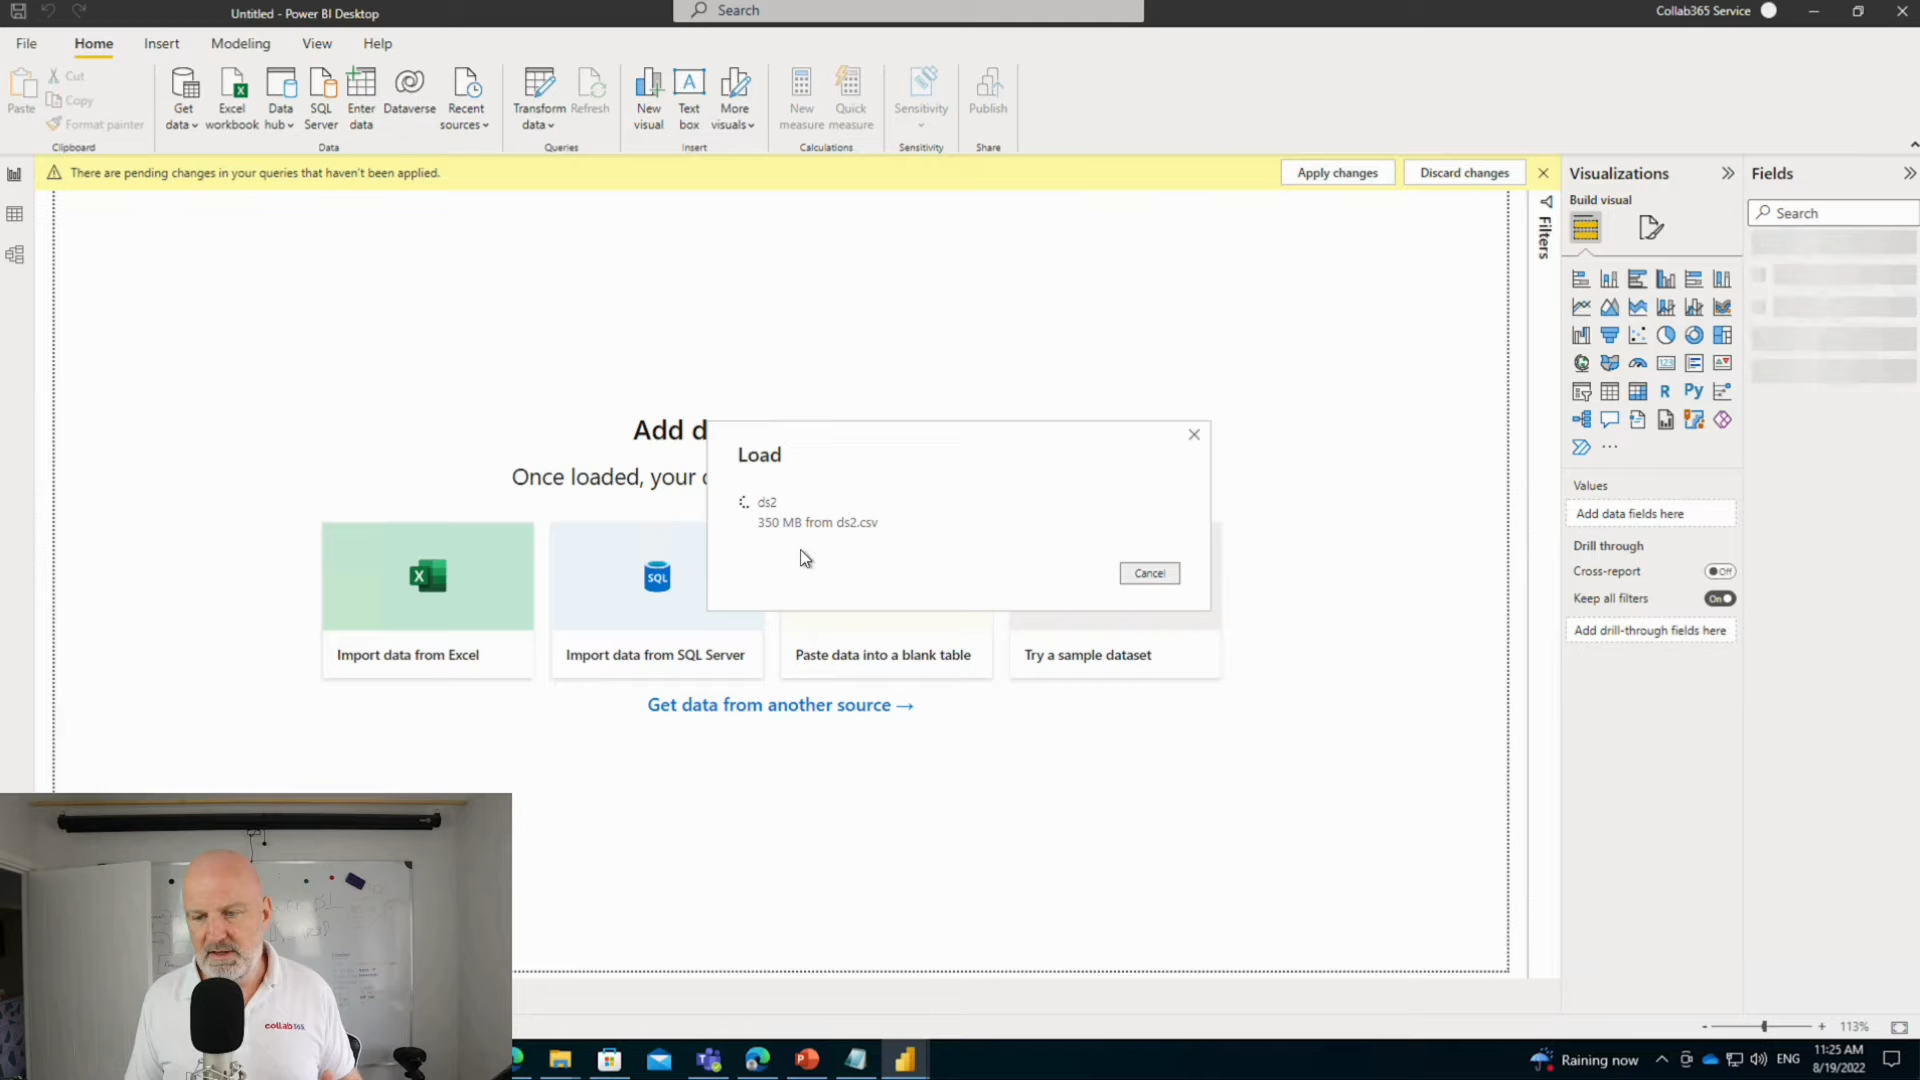 Untitled - Power BI Desktop
Search
Collab365 Service
File
Home
Insert
Modeling
View
Help
Paste
Cut
Copy
Format painter
Get data
Excel workbook
Data hub
SQL Server
Enter data
Dataverse
Recent sources
Transform data
Refresh
New visual
Text box
More visuals
New measure
Quick measure
Sensitivity
Publish
Clipboard
Data
Queries
Insert
Calculations
Sensitivity
Share
There are pending changes in your queries that haven't been applied.
Apply changes
Discard changes
Visualizations
Fields
Build visual
Search
Filters
R
Py
123
Values
Add data fields here
Drill through
Cross-report
Off
Keep all filters
On
Add drill-through fields here
Add d
Once loaded, your
Load
ds2
350 MB from ds2.csv
Cancel
X
SQL
Import data from Excel
Import data from SQL Server
Paste data into a blank table
Try a sample dataset
Get data from another source →
collab365
- + 113%
Raining now
ENG
11:25 AM
8/19/2022